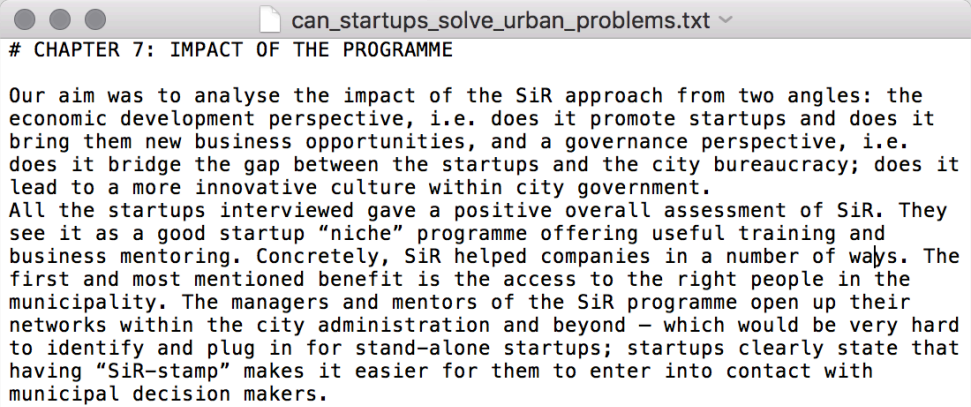 can_startups_solve_urban_problems.txt
# CHAPTER 7: IMPACT OF THE PROGRAMME
Our aim was to analyse the impact of the SiR approach from two angles: the
economic development perspective, i.e. does it promote startups and does it
bring them new business opportunities, and a governance perspective, i.e.
does it bridge the gap between the startups and the city bureaucracy; does it
lead to a more innovative culture within city government.
All the startups interviewed gave a positive overall assessment of SiR. They
see it as a good startup “niche” programme offering useful training and
business mentoring. Concretely, SiR helped companies in a number of ways. The
first and most mentioned benefit is the access to the right people in the
municipality. The managers and mentors of the SiR programme open up their
networks within the city administration and beyond – which would be very hard
to identify and plug in for stand-alone startups; startups clearly state that
having “SiR-stamp” makes it easier for them to enter into contact with
municipal decision makers.